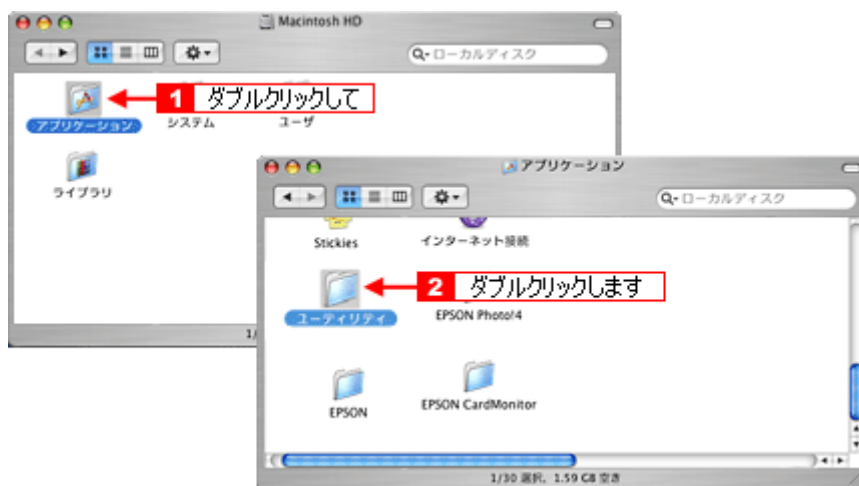 Macintosh HD
ローカルディスク
1 ダブルクリックして
アプリケーション
システム
ユーザ
ライブラリ
1/
アプリケーション
ローカルディスク
Stickies
インターネット接続
2 ダブルクリックします
ユーティリティ
EPSON Photo!4
EPSON
EPSON CardMonitor
1/30 選択、1.59 GB 空き